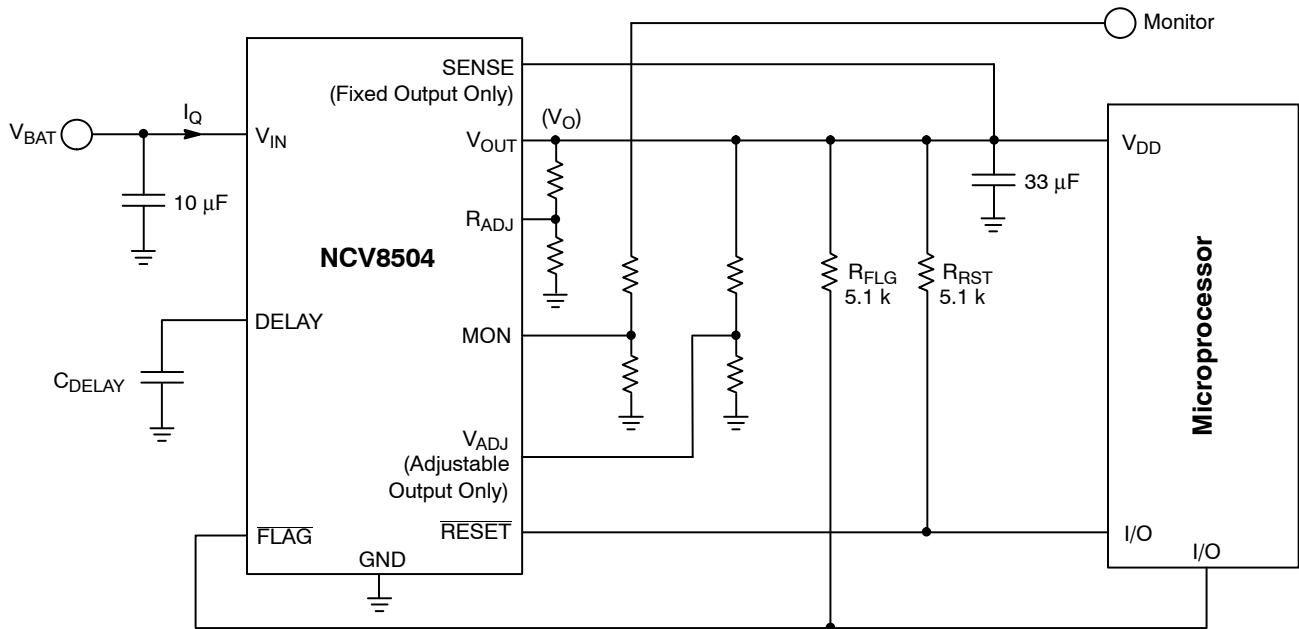 Monitor
SENSE
(Fixed Output Only)
V_BAT
I_Q
V_IN
(V_O)
V_OUT
V_DD
10 μF
33 μF
R_ADJ
NCV8504
R_FLG
5.1 k
R_RST
5.1 k
Microprocessor
DELAY
MON
C_DELAY
V_ADJ
(Adjustable
Output Only)
FLAG
RESET
I/O
I/O
GND